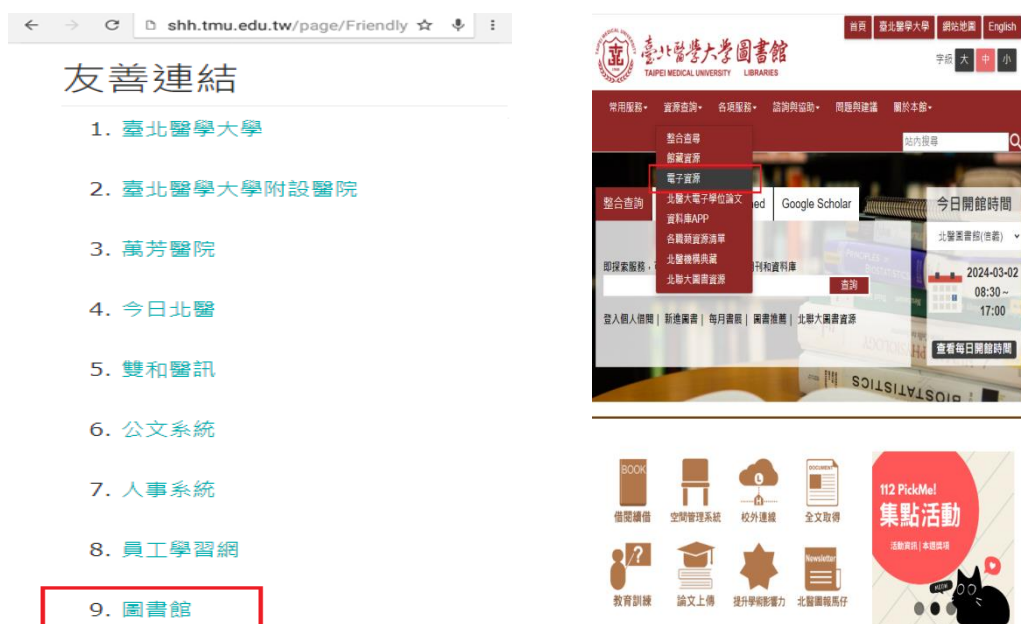 shh.tmu.edu.tw/page/Friendly
友善連結
1. 臺北醫學大學
2. 臺北醫學大學附設醫院
3. 萬芳醫院
4. 今日北醫
5. 雙和醫訊
6. 公文系統
7. 人事系統
8. 員工學習網
9. 圖書館
首頁 臺北醫學大學 網站地圖 English
臺北醫學大學圖書館
TAIPEI MEDICAL UNIVERSITY LIBRARIES
字級 大 中 小
常用服務 資源查詢 各項服務 諮詢與協助 問題與建議 關於本館
站內搜尋
整合查尋
館藏資源
電子資源
北醫大電子學位論文
資料庫APP
各職類資源清單
北醫機構典藏
北聯大圖書資源
整合查詢 ed Google Scholar
今日開館時間
北醫圖書館(信義)
即探索服務, 刊和資料庫
查詢
2024-03-02
08:30 ~
17:00
登入個人借閱 | 新進圖書 | 每月書展 | 圖書推薦 | 北聯大圖書資源
查看每日開館時間
BIOSTATISTICS
BOOK
DOCUMENT
借閱續借 空間管理系統 校外連線 全文取得
Newsletter
教育訓練 論文上傳 提升學術影響力 北醫圖報馬仔
112 PickMe!
集點活動
活動資訊 | 本週獎項
MEOW